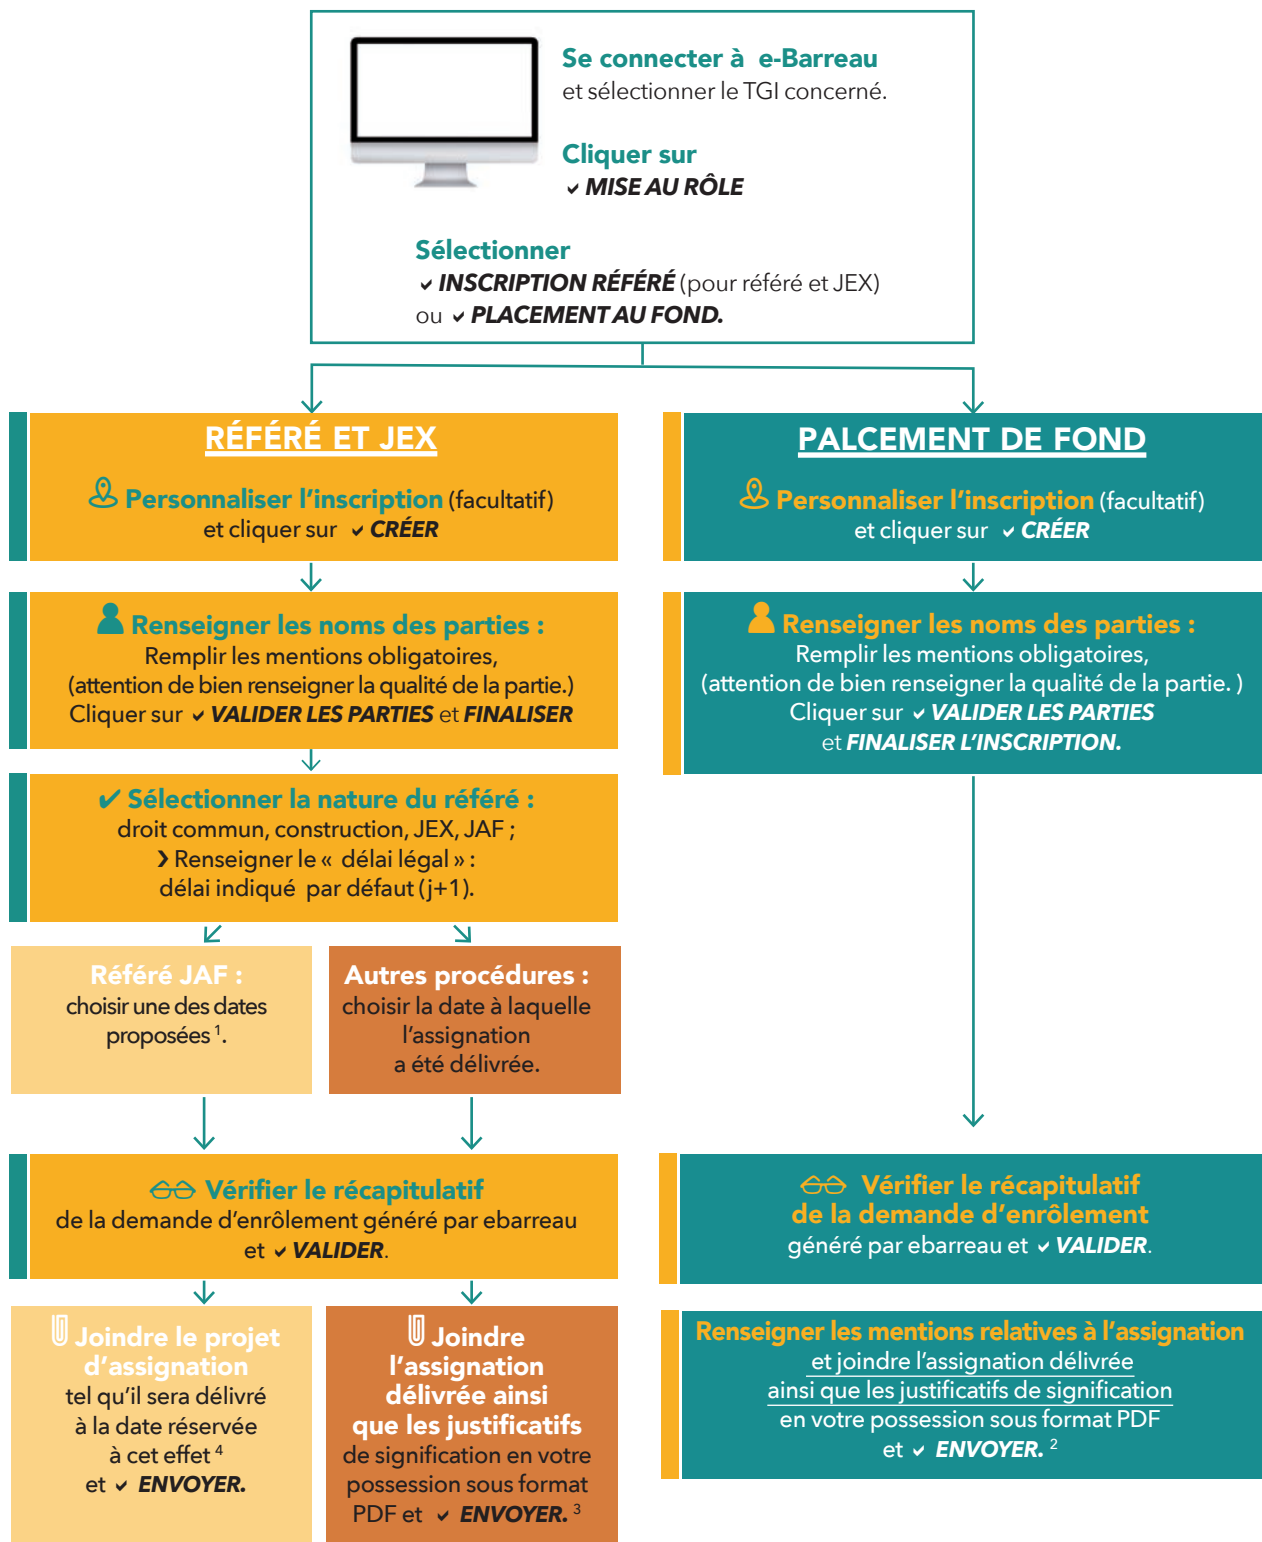 Se connecter à e-Barreau
et sélectionner le TGI concerné.
Cliquer sur
MISE AU RÔLE
Sélectionner
INSCRIPTION RÉFÉRÉ (pour référé et JEX)
ou PLACEMENT AU FOND.
RÉFÉRÉ ET JEX
Personnaliser l'inscription (facultatif)
et cliquer sur CRÉER
Renseigner les noms des parties :
Remplir les mentions obligatoires,
(attention de bien renseigner la qualité de la partie.)
Cliquer sur VALIDER LES PARTIES et FINALISER
Sélectionner la nature du référé :
droit commun, construction, JEX, JAF ;
Renseigner le « délai légal » :
délai indiqué par défaut (j+1).
Référé JAF :
choisir une des dates
proposées 1.
Autres procédures :
choisir la date à laquelle
l'assignation
a été délivrée.
Vérifier le récapitulatif
de la demande d'enrôlement généré par ebarreau
et VALIDER.
Joindre le projet
d'assignation
tel qu'il sera délivré
à la date réservée
à cet effet 4
et ENVOYER.
Joindre
l'assignation
délivrée ainsi
que les justificatifs
de signification en votre
possession sous format
PDF et ENVOYER. 3
PALCEMENT DE FOND
Personnaliser l'inscription (facultatif)
et cliquer sur CRÉER
Renseigner les noms des parties :
Remplir les mentions obligatoires,
(attention de bien renseigner la qualité de la partie. )
Cliquer sur VALIDER LES PARTIES
et FINALISER L'INSCRIPTION.
Vérifier le récapitulatif
de la demande d'enrôlement
généré par ebarreau et VALIDER.
Renseigner les mentions relatives à l'assignation
et joindre l'assignation délivrée
ainsi que les justificatifs de signification
en votre possession sous format PDF
et ENVOYER. 2